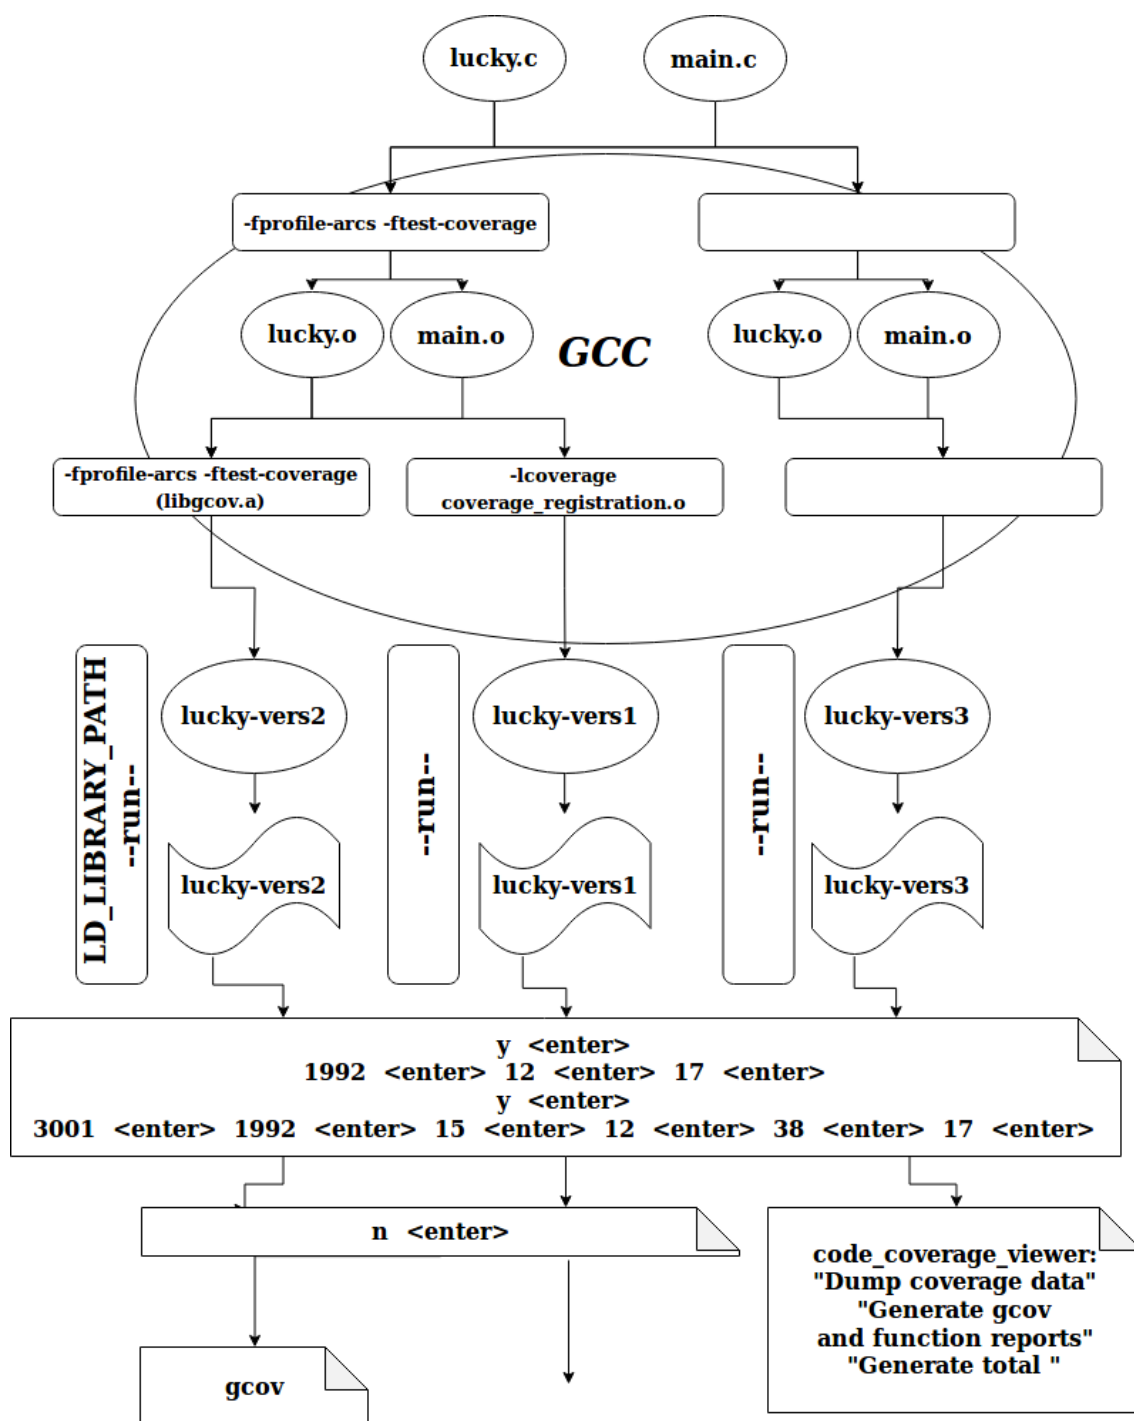 lucky.c
main.c
-fprofile-arcs -ftest-coverage
lucky.o
main.o
GCC
lucky.o
main.o
-fprofile-arcs -ftest-coverage
(libgcov.a)
-lcoverage
coverage_registration.o
LD_LIBRARY_PATH
--run--
lucky-vers2
--run--
lucky-vers1
--run--
lucky-vers3
lucky-vers2
lucky-vers1
lucky-vers3
y <enter>
1992 <enter> 12 <enter> 17 <enter>
y <enter>
3001 <enter> 1992 <enter> 15 <enter> 12 <enter> 38 <enter> 17 <enter>
n <enter>
code_coverage_viewer:
"Dump coverage data"
"Generate gcov
and function reports"
"Generate total "
gcov